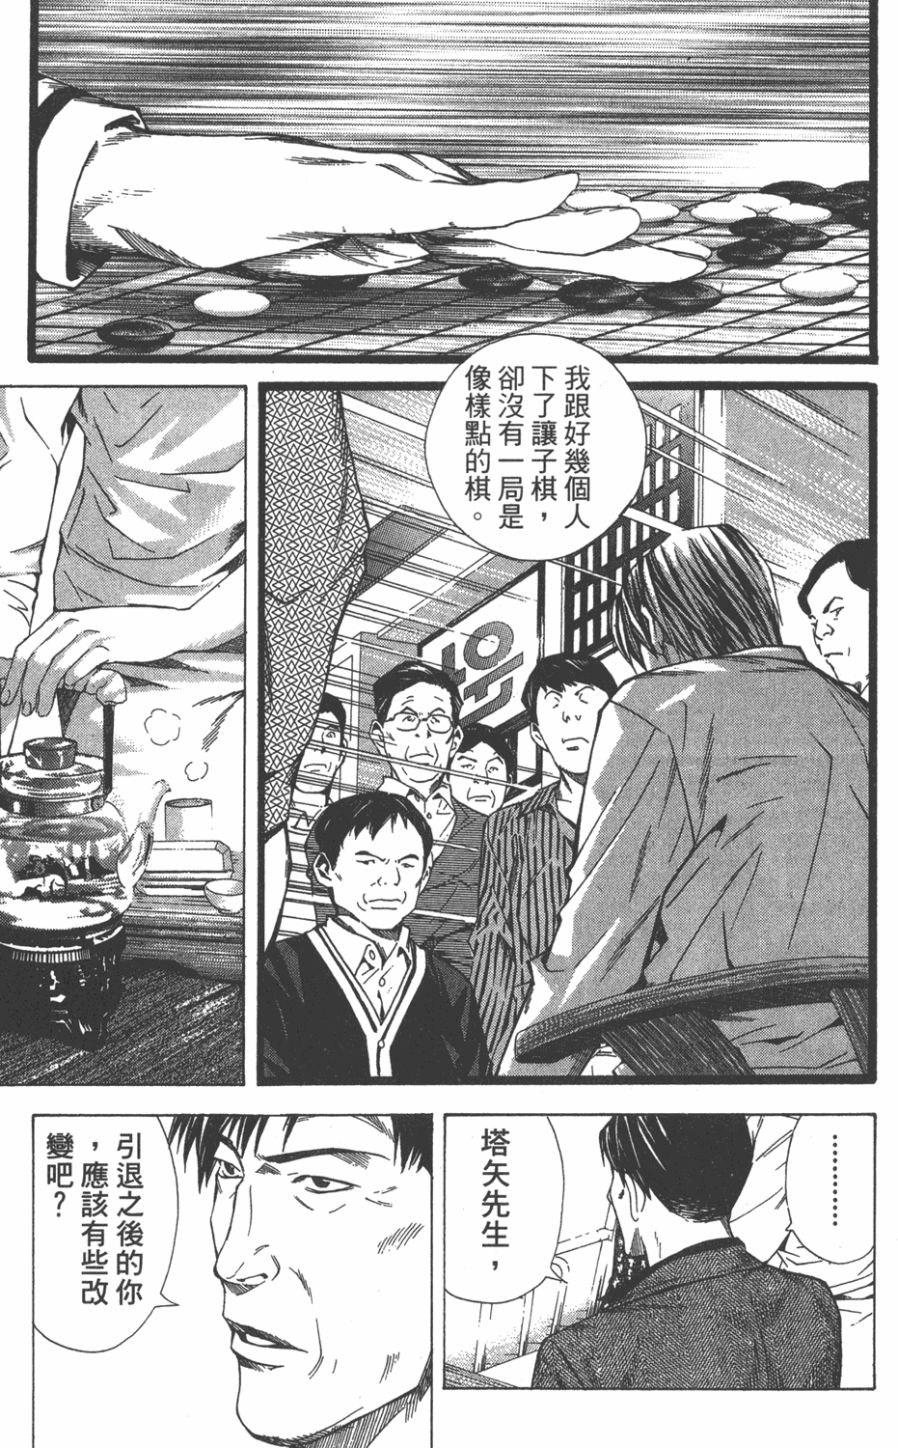 我跟好幾個人
下了讓子棋，
卻沒有一局是
像樣點的棋。
………
塔矢先生，
引退之後的你
，應該有些改
變吧？